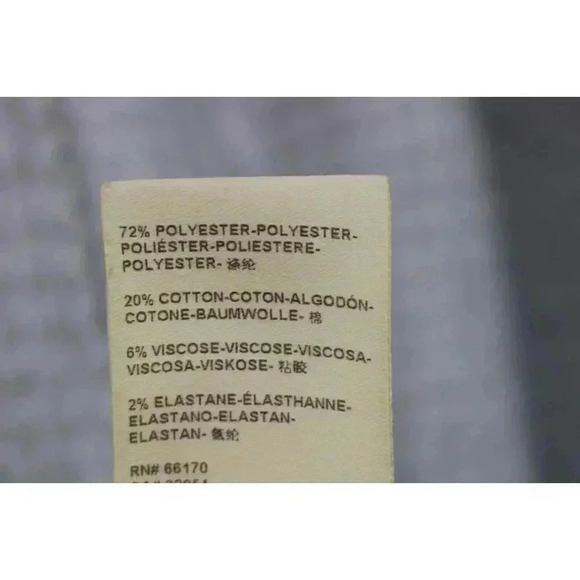 72% POLYESTER-POLYESTER-
POLIÉSTER-POLIESTERE-
POLYESTER- 涤纶
20% COTTON-COTON-ALGODÓN-
COTONE-BAUMWOLLE- 棉
6% VISCOSE-VISCOSE-VISCOSA-
VISCOSA-VISKOSE- 粘胶
2% ELASTANE-ÉLASTHANNE-
ELASTANO-ELASTAN-
ELASTAN- 氨纶
RN# 66170